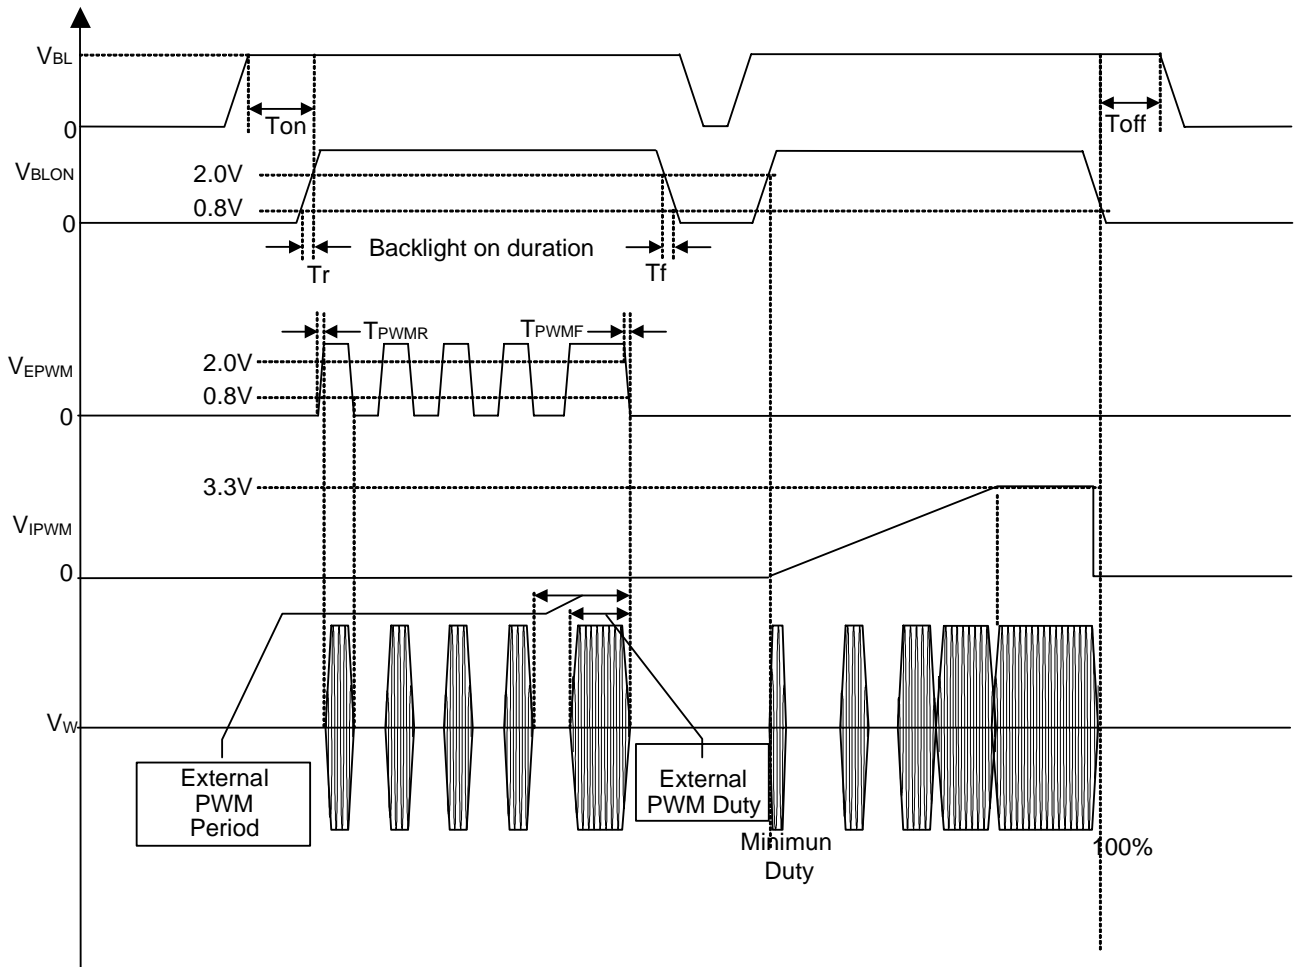 VBL
0
Ton
Toff
VBLON
2.0V
0.8V
0
Backlight on duration
Tr
Tf
TPWMR
TPWMF
VEPWM
2.0V
0.8V
0
3.3V
VIPWM
0
VW
External
PWM
Period
External
PWM Duty
Minimun
Duty
100%